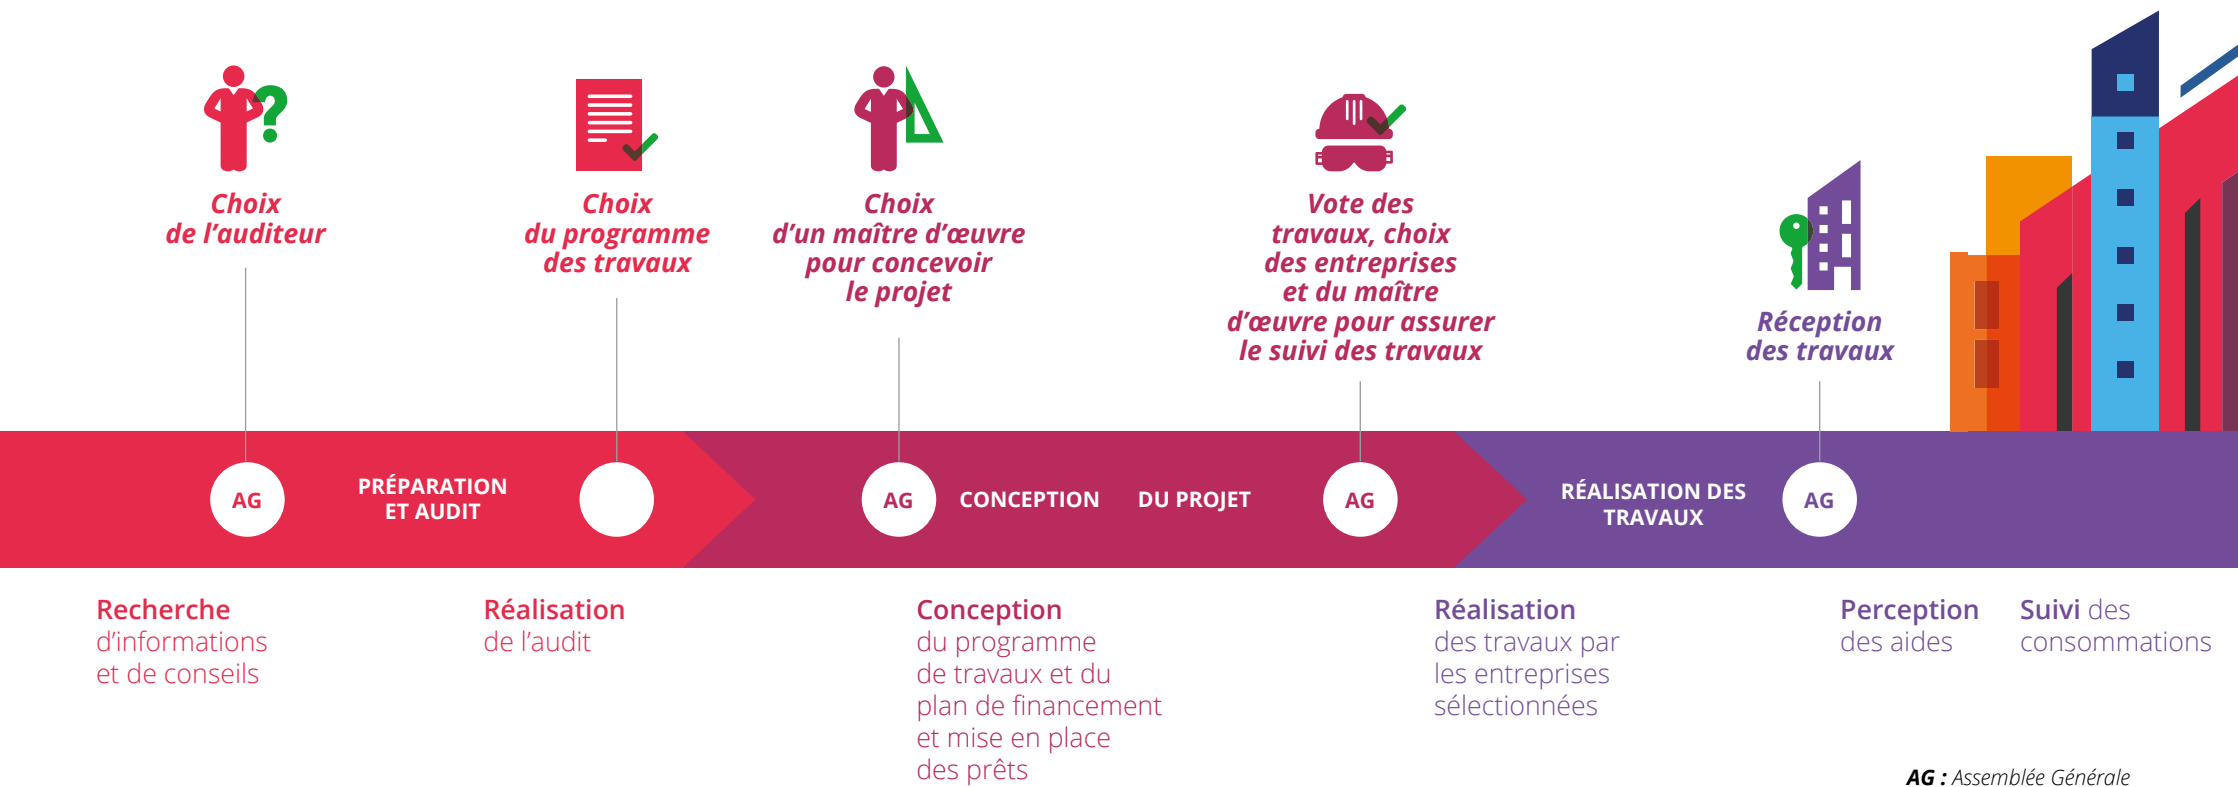 Choix
de l’auditeur
Choix
du programme
des travaux
Choix
d’un maître d’œuvre
pour concevoir
le projet
Vote des
travaux, choix
des entreprises
et du maître
d’œuvre pour assurer
le suivi des travaux
Réception
des travaux
AG
PRÉPARATION
ET AUDIT
AG
CONCEPTION DU PROJET
AG
RÉALISATION DES
TRAVAUX
AG
Recherche
d’informations
et de conseils
Réalisation
de l’audit
Conception
du programme
de travaux et du
plan de financement
et mise en place
des prêts
Réalisation
des travaux par
les entreprises
sélectionnées
Perception
des aides
Suivi des
consommations
AG : Assemblée Générale